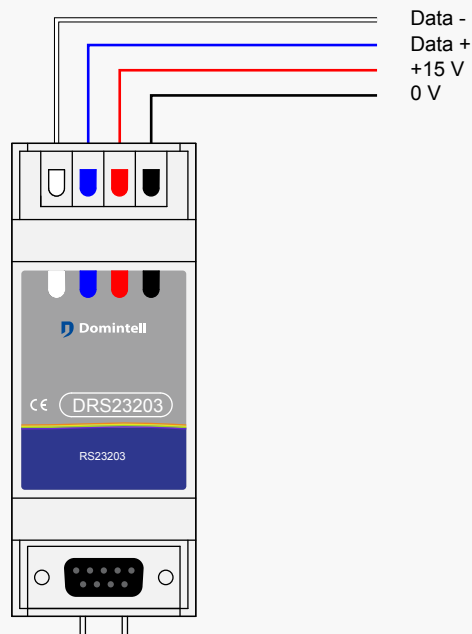 Data -
Data +
+15 V
0 V
Domintell
CE DRS23203
RS23203